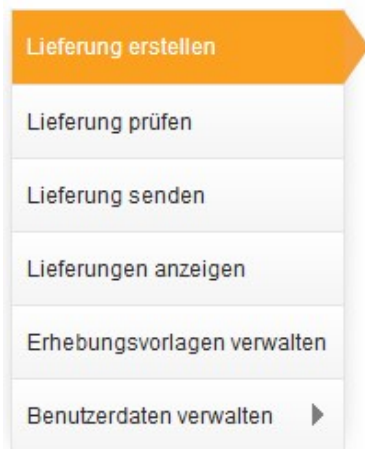 Lieferung erstellen
Lieferung prüfen
Lieferung senden
Lieferungen anzeigen
Erhebungsvorlagen verwalten
Benutzerdaten verwalten